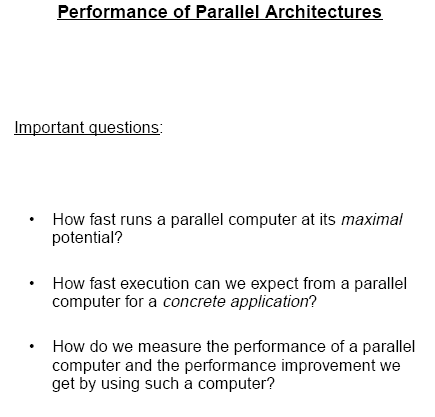 Performance of Parallel Architectures
Important questions:
• How fast runs a parallel computer at its maximal
potential?
• How fast execution can we expect from a parallel
computer for a concrete application?
• How do we measure the performance of a parallel
computer and the performance improvement we
get by using such a computer?